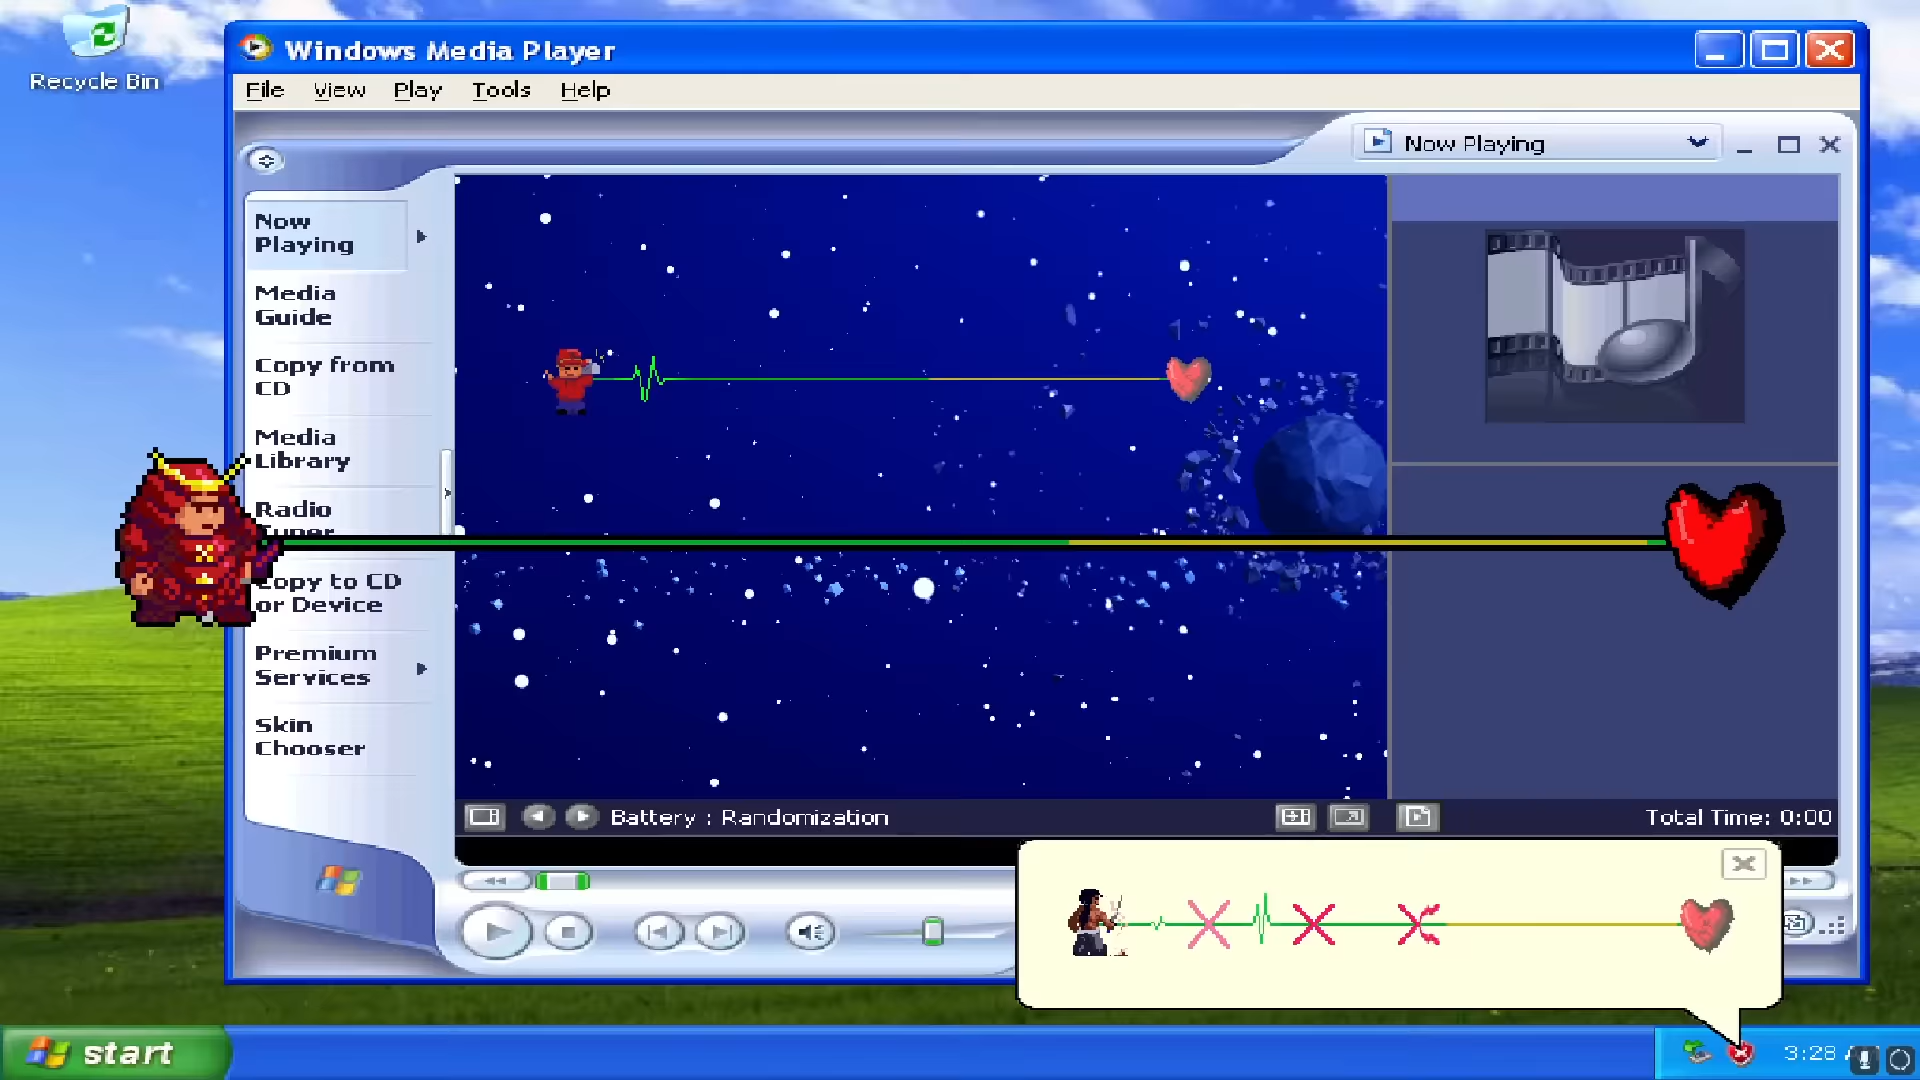 Recycle Bin
Windows Media Player
File View Play Tools Help
Now Playing
Now
Playing
Media
Guide
Copy from
CD
Media
Library
Radio
Tuner
Copy to CD
or Device
Premium
Services
Skin
Chooser
Battery : Randomization
Total Time: 0:00
start
3:28